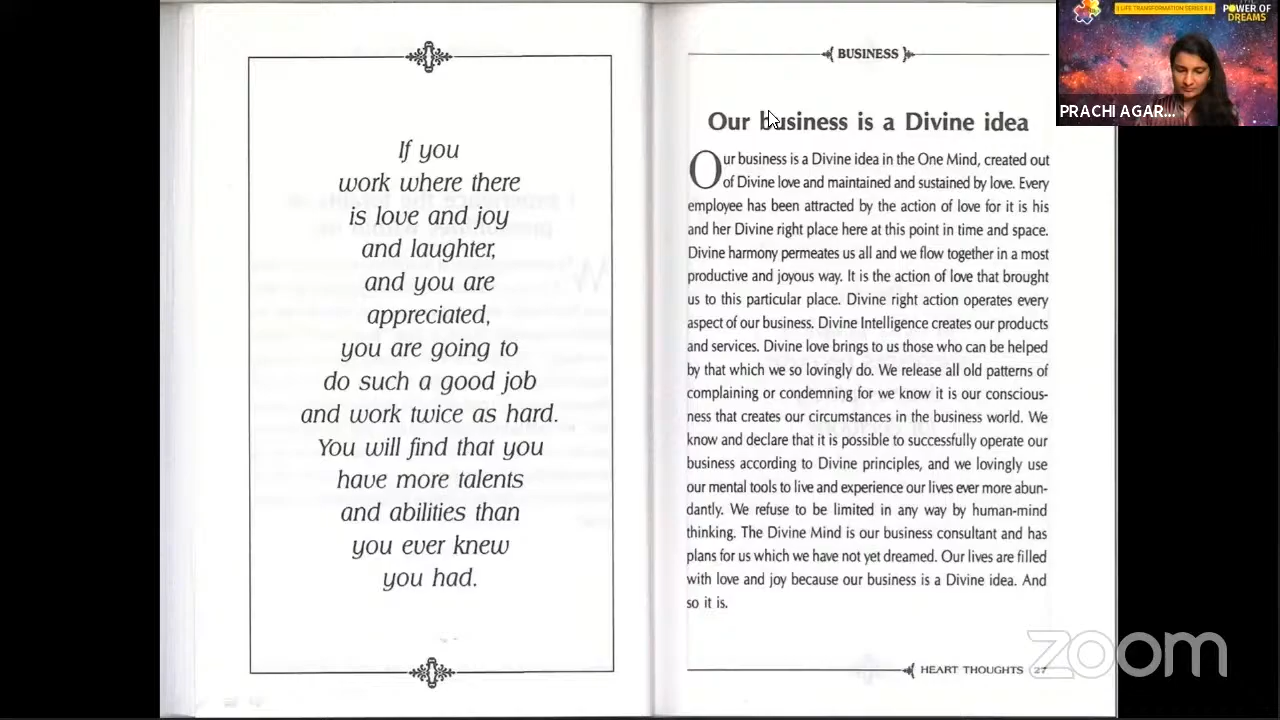 If you
work where there
is love and joy
and laughter,
and you are
appreciated,
you are going to
do such a good job
and work twice as hard.
You will find that you
have more talents
and abilities than
you ever knew
you had.
BUSINESS
Our business is a Divine idea
Our business is a Divine idea in the One Mind, created out
of Divine love and maintained and sustained by love. Every
employee has been attracted by the action of love for it is his
and her Divine right place here at this point in time and space.
Divine harmony permeates us all and we flow together in a most
productive and joyous way. It is the action of love that brought
us to this particular place. Divine right action operates every
aspect of our business. Divine Intelligence creates our products
and services. Divine love brings to us those who can be helped
by that which we so lovingly do. We release all old patterns of
complaining or condemning for we know it is our conscious-
ness that creates our circumstances in the business world. We
know and declare that it is possible to successfully operate our
business according to Divine principles, and we lovingly use
our mental tools to live and experience our lives ever more abun-
dantly. We refuse to be limited in any way by human-mind
thinking. The Divine Mind is our business consultant and has
plans for us which we have not yet dreamed. Our lives are filled
with love and joy because our business is a Divine idea. And
so it is.
HEART THOUGHTS 27
|| LIFE TRANSFORMATION SERIES 8 ||
POWER OF
DREAMS
PRACHI AGAR...
zoom